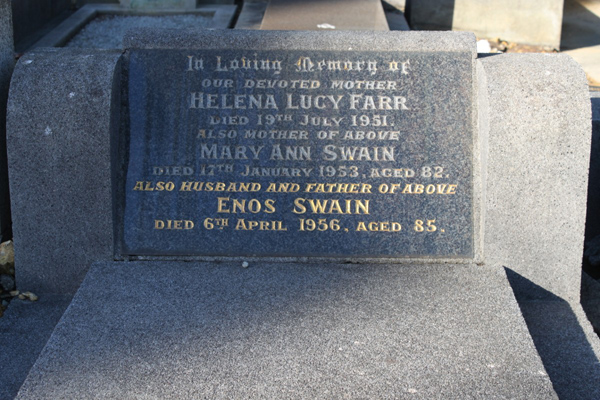 In Loving Memory of
OUR DEVOTED MOTHER
HELENA LUCY FARR
DIED 19TH JULY 1951.
ALSO MOTHER OF ABOVE
MARY ANN SWAIN
DIED 17TH JANUARY 1953, AGED 82.
ALSO HUSBAND AND FATHER OF ABOVE
ENOS SWAIN
DIED 6TH APRIL 1956, AGED 85.